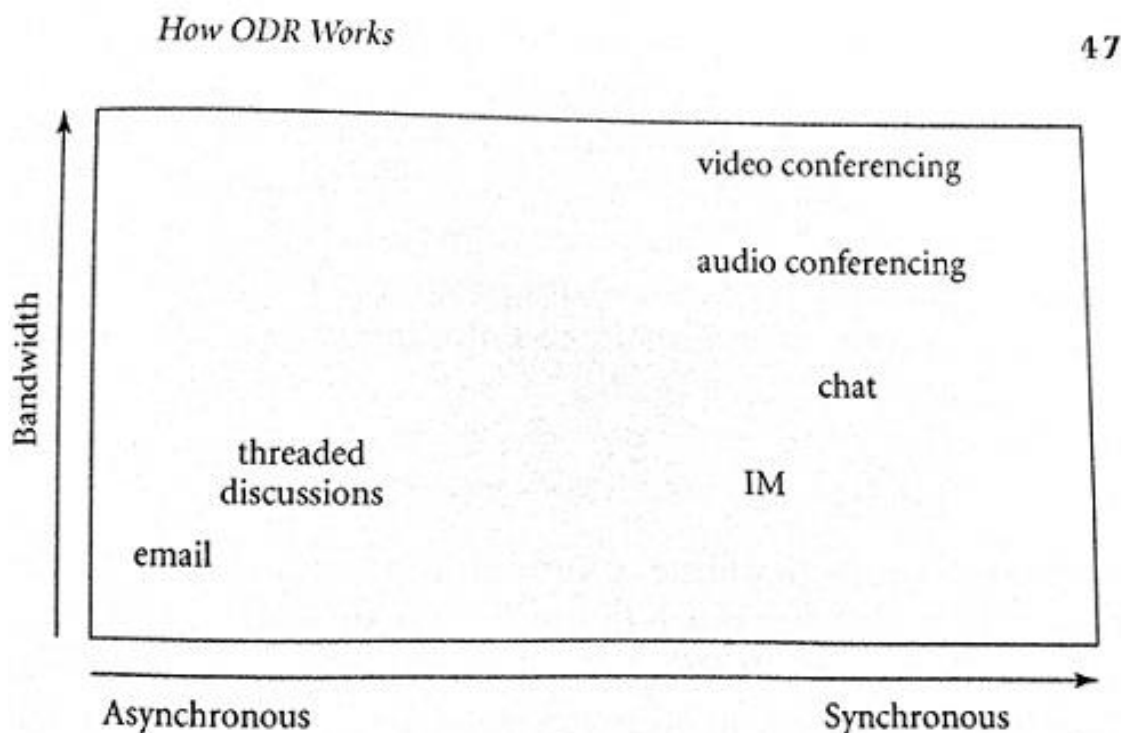 How ODR Works
47
video conferencing
audio conferencing
chat
threaded
discussions
IM
email
Bandwidth
Asynchronous
Synchronous